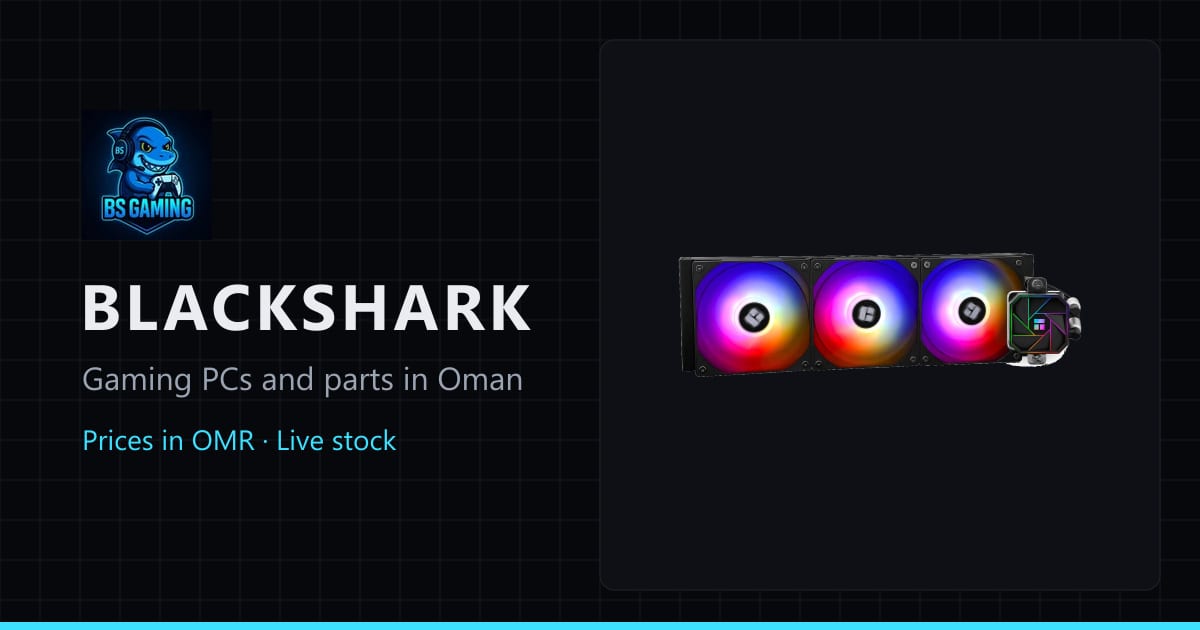 BS
BS GAMING
BLACKSHARK
Gaming PCs and parts in Oman
Prices in OMR · Live stock